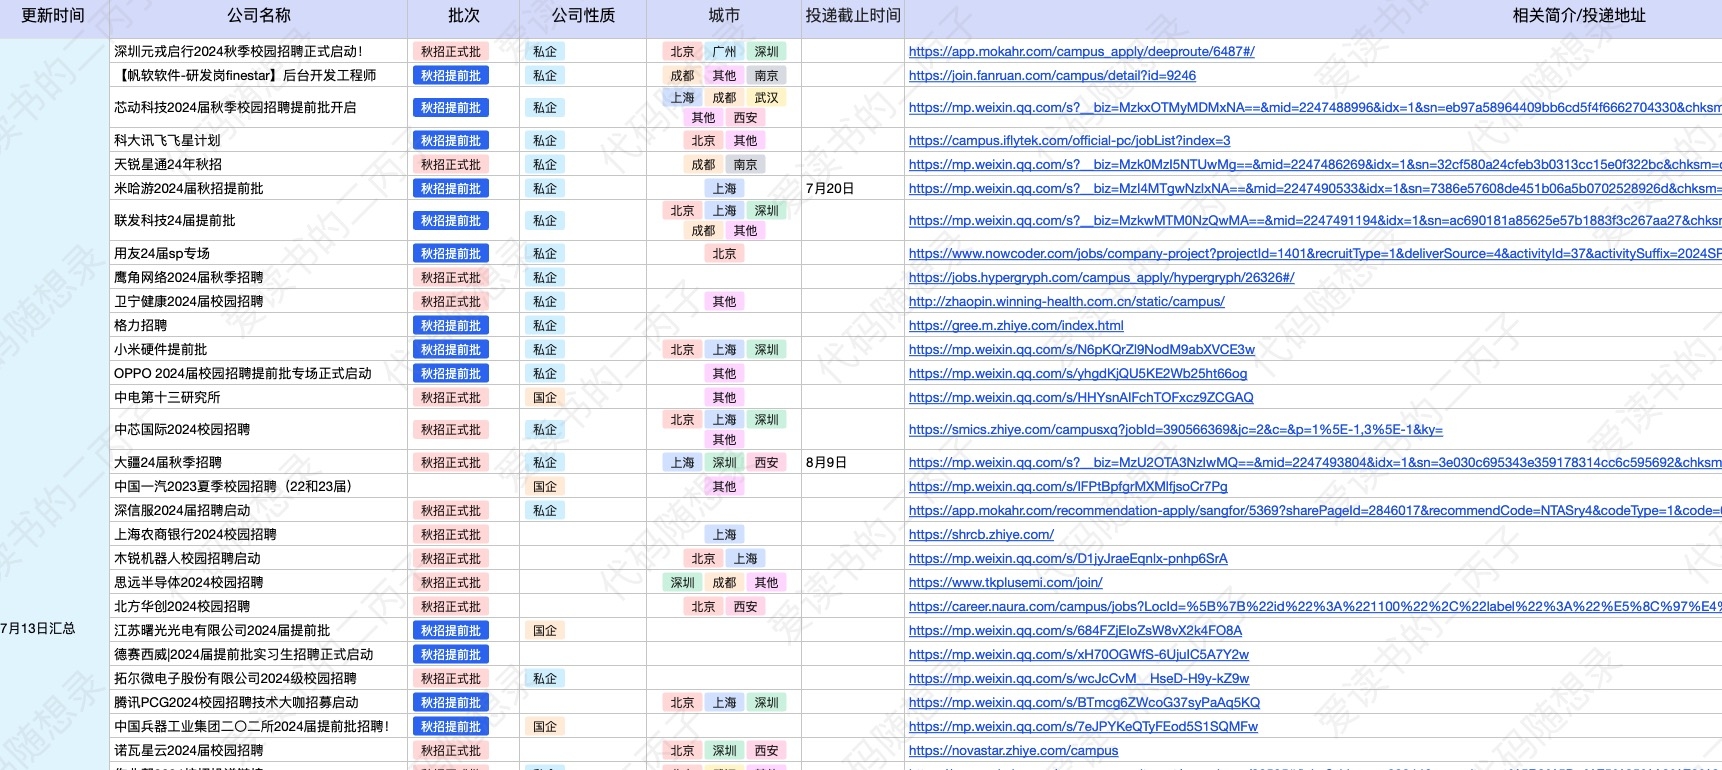 更新时间 公司名称 批次 公司性质 城市 投递截止时间 相关简介/投递地址
深圳元戎启行2024秋季校园招聘正式启动! 秋招正式批 私企 北京 广州 深圳 https://app.mokahr.com/campus_apply/deeproute/6487#/
【帆软软件-研发岗finestar】后台开发工程师 秋招提前批 私企 成都 其他 南京 https://join.fanruan.com/campus/detail?id=9246
芯动科技2024届秋季校园招聘提前批开启 秋招提前批 私企 上海 成都 武汉 其他 西安 https://mp.weixin.qq.com/s?__biz=MzkxOTMyMDMxNA==&mid=2247488996&idx=1&sn=eb97a58964409bb6cd5f4f6662704330&chksm
科大讯飞飞星计划 秋招提前批 私企 北京 其他 https://campus.iflytek.com/official-pc/jobList?index=3
天锐星通24年秋招 秋招正式批 私企 成都 南京 https://mp.weixin.qq.com/s?__biz=Mzk0MzI5NTUwMg==&mid=2247486269&idx=1&sn=32cf580a24cfeb3b0313cc15e0f322bc&chksm=
米哈游2024届秋招提前批 秋招提前批 私企 上海 7月20日 https://mp.weixin.qq.com/s?__biz=MzI4MTgwNzIxNA==&mid=2247490533&idx=1&sn=7386e57608de451b06a5b0702528926d&chksm=
联发科技24届提前批 秋招提前批 私企 北京 上海 深圳 成都 其他 https://mp.weixin.qq.com/s?__biz=MzkwMTM0NzQwMA==&mid=2247491194&idx=1&sn=ac690181a85625e57b1883f3c267aa27&chksm
用友24届sp专场 秋招提前批 私企 北京 https://www.nowcoder.com/jobs/company-project?projectId=1401&recruitType=1&deliverSource=4&activityId=37&activitySuffix=2024SP
鹰角网络2024届秋季招聘 秋招正式批 私企 https://jobs.hypergryph.com/campus_apply/hypergryph/26326#/
卫宁健康2024届校园招聘 秋招正式批 私企 其他 http://zhaopin.winning-health.com.cn/static/campus/
格力招聘 秋招提前批 私企 https://gree.m.zhiye.com/index.html
小米硬件提前批 秋招提前批 私企 北京 上海 深圳 https://mp.weixin.qq.com/s/N6pKQrZl9NodM9abXVCE3w
OPPO 2024届校园招聘提前批专场正式启动 秋招提前批 私企 其他 https://mp.weixin.qq.com/s/yhgdKjQU5KE2Wb25ht66og
中电第十三研究所 秋招正式批 国企 其他 https://mp.weixin.qq.com/s/HHYsnAlFchTOFxcz9ZCGAQ
中芯国际2024校园招聘 秋招正式批 私企 北京 上海 深圳 其他 https://smics.zhiye.com/campusxq?jobId=390566369&jc=2&c=&p=1%5E-1,3%5E-1&ky=
大疆24届秋季招聘 秋招正式批 私企 上海 深圳 西安 8月9日 https://mp.weixin.qq.com/s?__biz=MzU2OTA3NzIwMQ==&mid=2247493804&idx=1&sn=3e030c695343e359178314cc6c595692&chksm
中国一汽2023夏季校园招聘（22和23届） 国企 其他 https://mp.weixin.qq.com/s/IFPtBpfgrMXMlfjsoCr7Pg
深信服2024届招聘启动 秋招正式批 私企 https://app.mokahr.com/recommendation-apply/sangfor/5369?sharePageId=2846017&recommendCode=NTASry4&codeType=1&code=
上海农商银行2024校园招聘 秋招正式批 上海 https://shrcb.zhiye.com/
木锐机器人校园招聘启动 秋招正式批 北京 上海 https://mp.weixin.qq.com/s/D1jyJraeEqnlx-pnhp6SrA
思远半导体2024校园招聘 秋招正式批 深圳 成都 其他 https://www.tkplusemi.com/join/
北方华创2024校园招聘 秋招正式批 北京 西安 https://career.naura.com/campus/jobs?LocId=%5B%7B%22id%22%3A%221100%22%2C%22label%22%3A%22%E5%8C%97%E4%
7月13日汇总
江苏曙光光电有限公司2024届提前批 秋招提前批 国企 https://mp.weixin.qq.com/s/684FZjEloZsW8vX2k4FO8A
德赛西威|2024届提前批实习生招聘正式启动 秋招提前批 https://mp.weixin.qq.com/s/xH70OGWfS-6UjuIC5A7Y2w
拓尔微电子股份有限公司2024级校园招聘 秋招正式批 私企 https://mp.weixin.qq.com/s/wcJcCvM__HseD-H9y-kZ9w
腾讯PCG2024校园招聘技术大咖招募启动 秋招提前批 北京 上海 深圳 https://mp.weixin.qq.com/s/BTmcg6ZWcoG37syPaAq5KQ
中国兵器工业集团二〇二所2024届提前批招聘! 秋招提前批 国企 https://mp.weixin.qq.com/s/7eJPYKeQTyFEod5S1SQMFw
诺瓦星云2024届校园招聘 秋招正式批 北京 深圳 西安 https://novastar.zhiye.com/campus